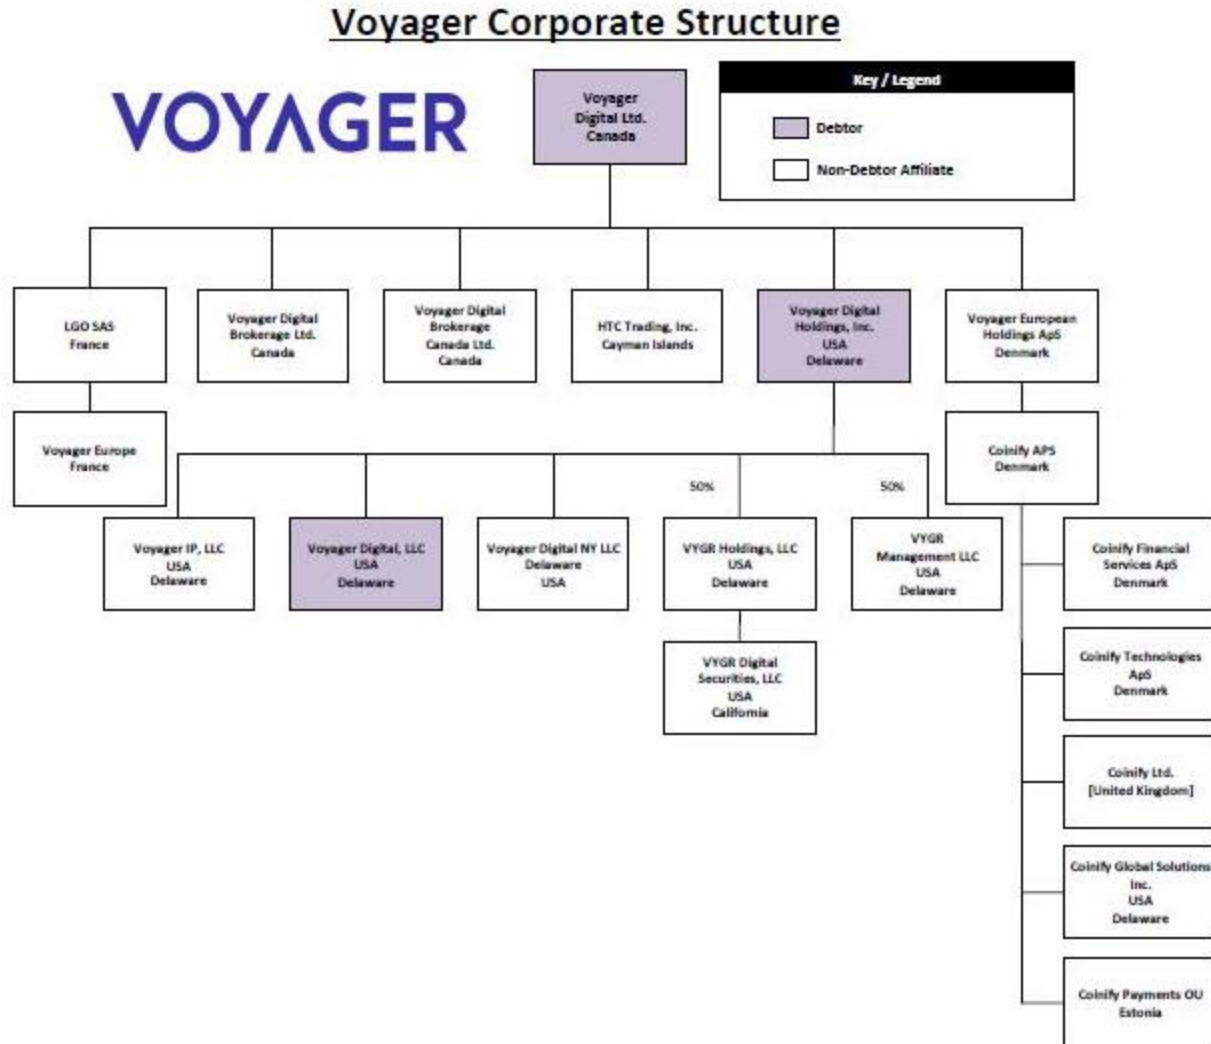 Voyager Corporate Structure
VOYAGER
Voyager
Digital Ltd.
Canada
Key / Legend
Debtor
Non-Debtor Affiliate
LGO SAS
France
Voyager Digital
Brokerage Ltd.
Canada
Voyager Digital
Brokerage
Canada Ltd.
Canada
HTC Trading, Inc.
Cayman Islands
Voyager Digital
Holdings, Inc.
USA
Delaware
Voyager European
Holdings ApS
Denmark
Voyager Europe
France
Coinify APS
Denmark
50%
50%
Voyager IP, LLC
USA
Delaware
Voyager Digital, LLC
USA
Delaware
Voyager Digital NY LLC
Delaware
USA
VYGR Holdings, LLC
USA
Delaware
VYGR
Management LLC
USA
Delaware
Coinify Financial
Services ApS
Denmark
VYGR Digital
Securities, LLC
USA
California
Coinify Technologies
ApS
Denmark
Coinify Ltd.
[United Kingdom]
Coinify Global Solutions
Inc.
USA
Delaware
Coinify Payments OU
Estonia